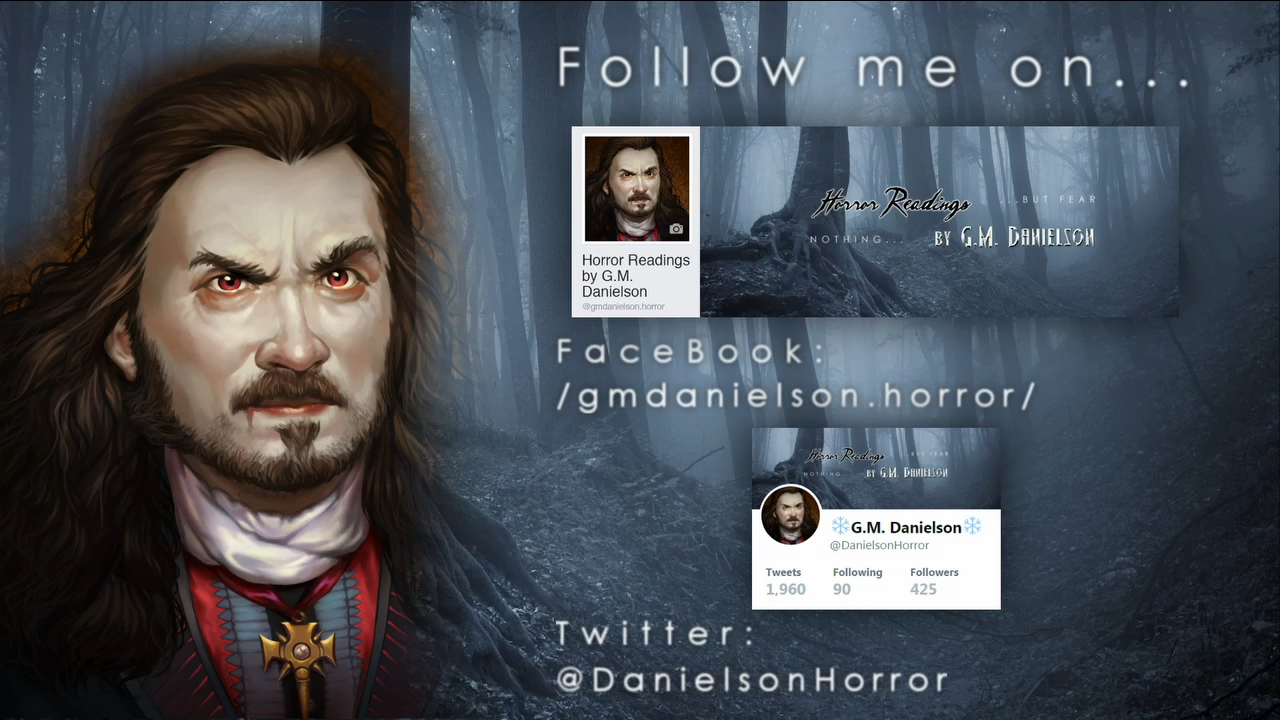 Follow me on...
Horror Readings
by G.M.
Danielson
@gmdanielson.horror
Horror Readings ...BUT FEAR
NOTHING... BY G.M. DANIELSON
FaceBook:
/gmdanielson.horror/
Horror Readings ...BUT FEAR
NOTHING... BY G.M. DANIELSON
❄G.M. Danielson❄
@DanielsonHorror
Tweets Following Followers
1,960 90 425
Twitter:
@DanielsonHorror